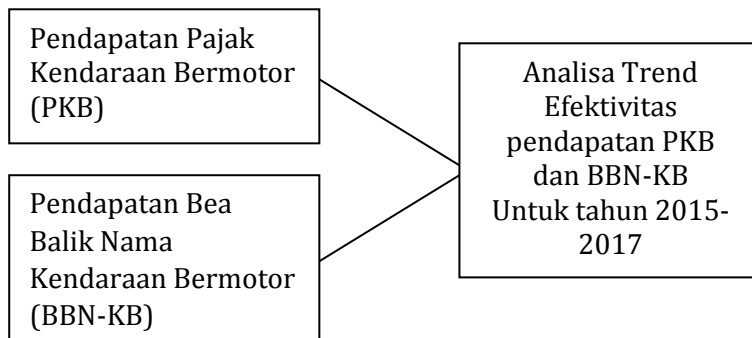 Pendapatan Pajak
Kendaraan Bermotor
(PKB)
Pendapatan Bea
Balik Nama
Kendaraan Bermotor
(BBN-KB)
Analisa Trend
Efektivitas
pendapatan PKB
dan BBN-KB
Untuk tahun 2015-
2017